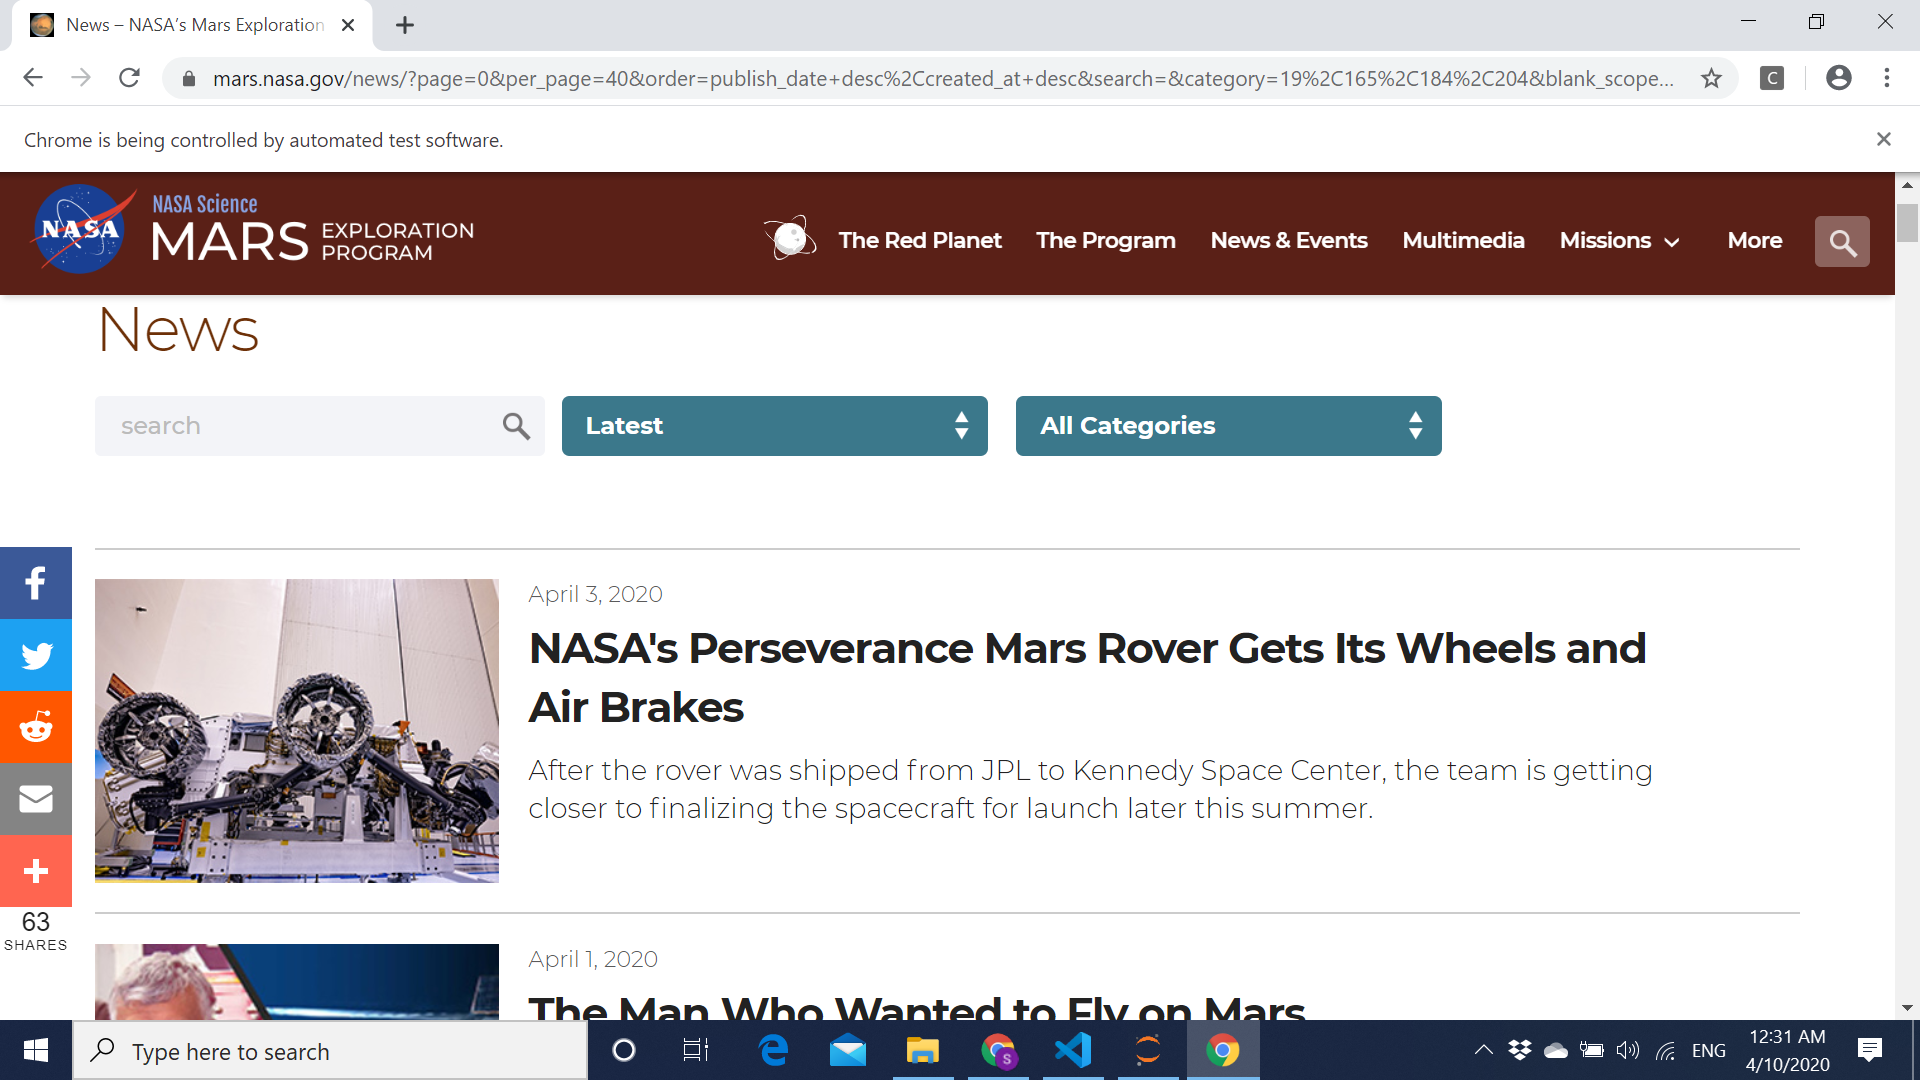 News – NASA's Mars Exploration
mars.nasa.gov/news/?page=0&per_page=40&order=publish_date+desc%2Ccreated_at+desc&search=&category=19%2C165%2C184%2C204&blank_scope...
C
Chrome is being controlled by automated test software.
NASA
NASA Science
MARS EXPLORATION
PROGRAM
The Red Planet
The Program
News & Events
Multimedia
Missions
More
News
search
Latest
All Categories
April 3, 2020
NASA's Perseverance Mars Rover Gets Its Wheels and
Air Brakes
After the rover was shipped from JPL to Kennedy Space Center, the team is getting
closer to finalizing the spacecraft for launch later this summer.
63
SHARES
April 1, 2020
The Man Who Wanted to Fly on Mars
Type here to search
S
ENG
12:31 AM
4/10/2020